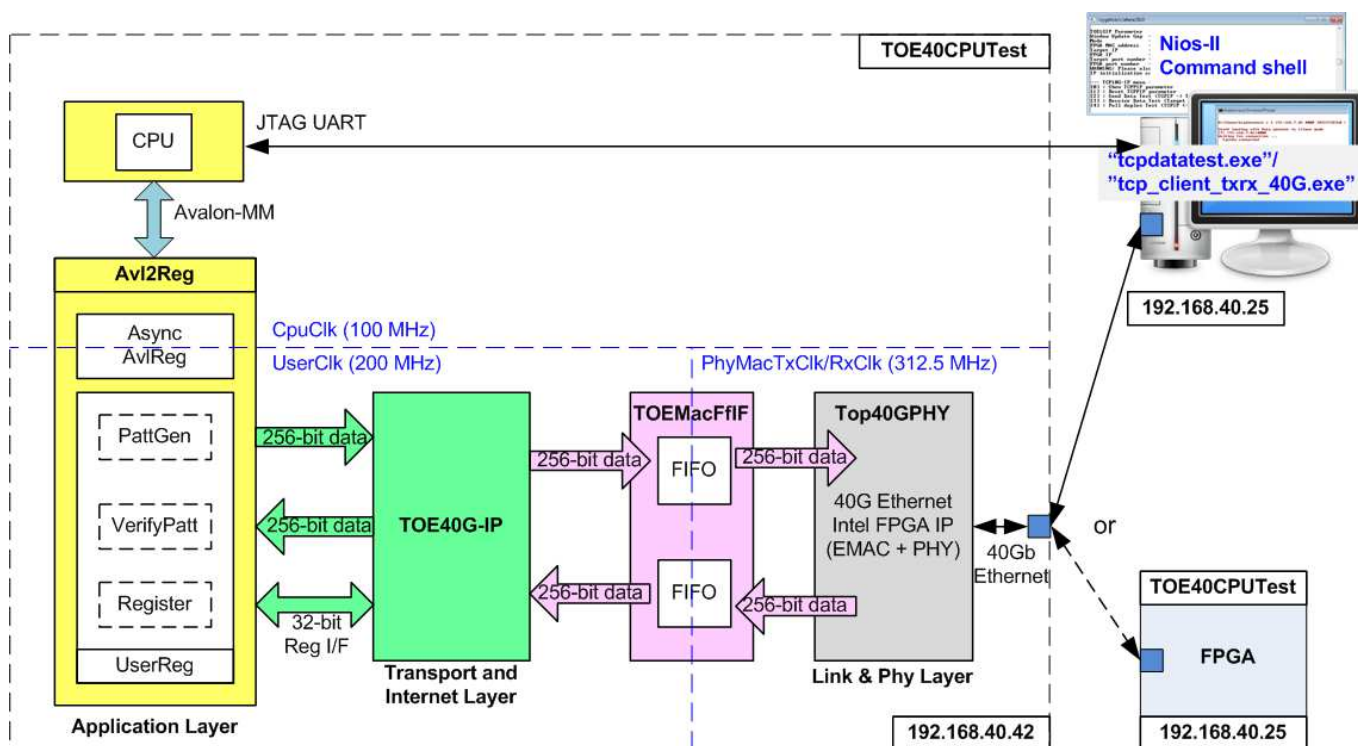 TOE40CPUTest
Nios-II
Command shell
JTAG UART
CPU
"tcpdatatest.exe"/
"tcp_client_txrx_40G.exe"
Avalon-MM
Avl2Reg
192.168.40.25
Async
AvlReg
CpuClk (100 MHz)
UserClk (200 MHz)
PhyMacTxClk/RxClk (312.5 MHz)
TOEMacFfIF
Top40GPHY
PattGen
256-bit data
256-bit data
FIFO
256-bit data
VerifyPatt
256-bit data
TOE40G-IP
40G Ethernet
Intel FPGA IP
(EMAC + PHY)
or
40Gb
Ethernet
Register
256-bit data
FIFO
256-bit data
TOE40CPUTest
32-bit
Reg I/F
UserReg
FPGA
Transport and
Internet Layer
Link & Phy Layer
Application Layer
192.168.40.42
192.168.40.25